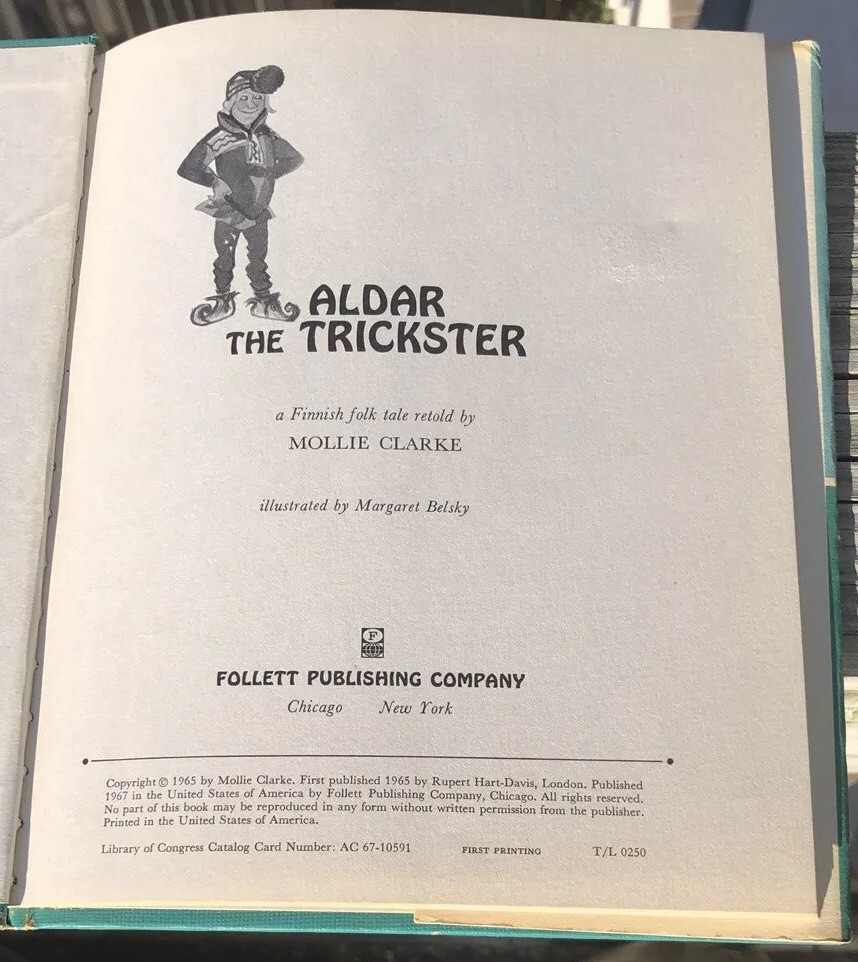 ALDAR
THE TRICKSTER
a Finnish folk tale retold by
MOLLIE CLARKE
illustrated by Margaret Belsky
F
FOLLETT PUBLISHING COMPANY
Chicago New York
Copyright © 1965 by Mollie Clarke. First published 1965 by Rupert Hart-Davis, London. Published
1967 in the United States of America by Follett Publishing Company, Chicago. All rights reserved.
No part of this book may be reproduced in any form without written permission from the publisher.
Printed in the United States of America.
Library of Congress Catalog Card Number: AC 67-10591 FIRST PRINTING T/L 0250